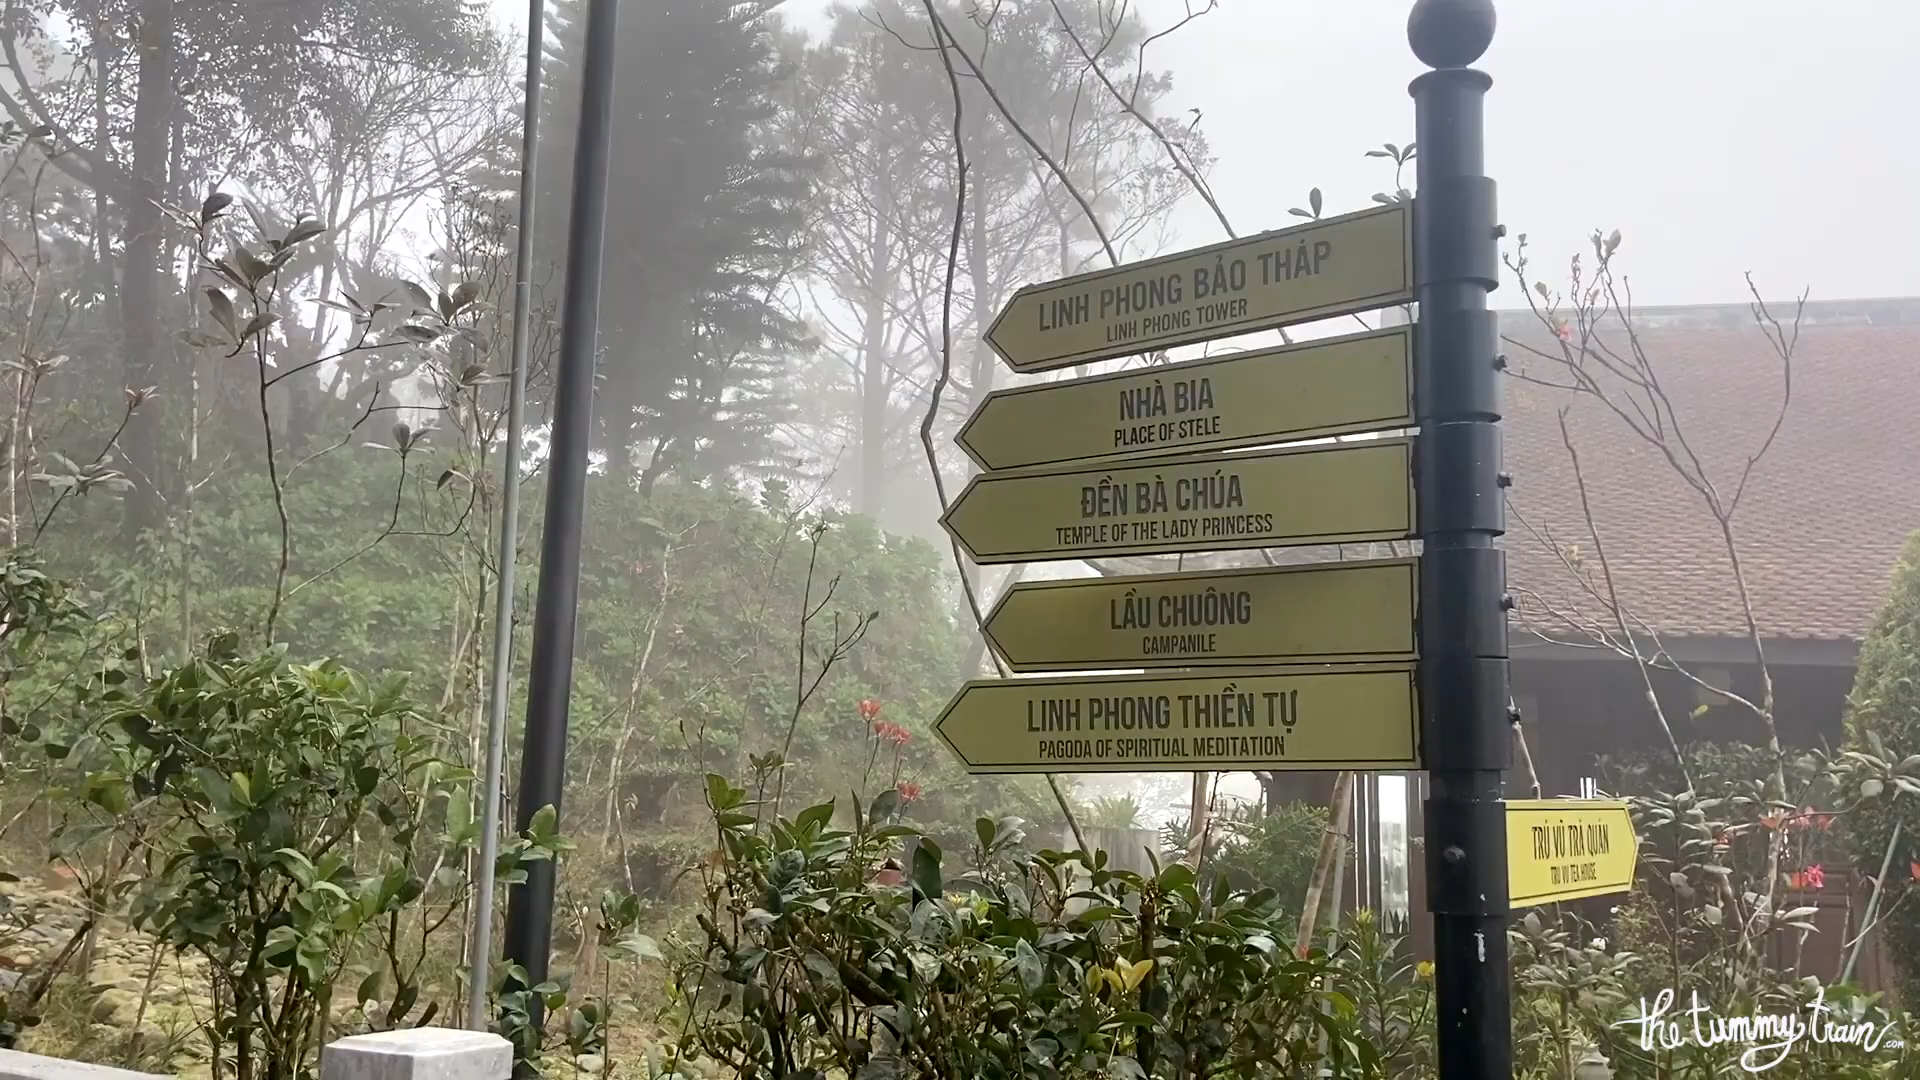 LINH PHONG BẢO THÁP
LINH PHONG TOWER
NHÀ BIA
PLACE OF STELE
ĐỀN BÀ CHÚA
TEMPLE OF THE LADY PRINCESS
LẦU CHUÔNG
CAMPANILE
LINH PHONG THIỀN TỰ
PAGODA OF SPIRITUAL MEDITATION
TRÚ VŨ TRÀ QUÁN
TRU VU TEA HOUSE
the tummy train.com